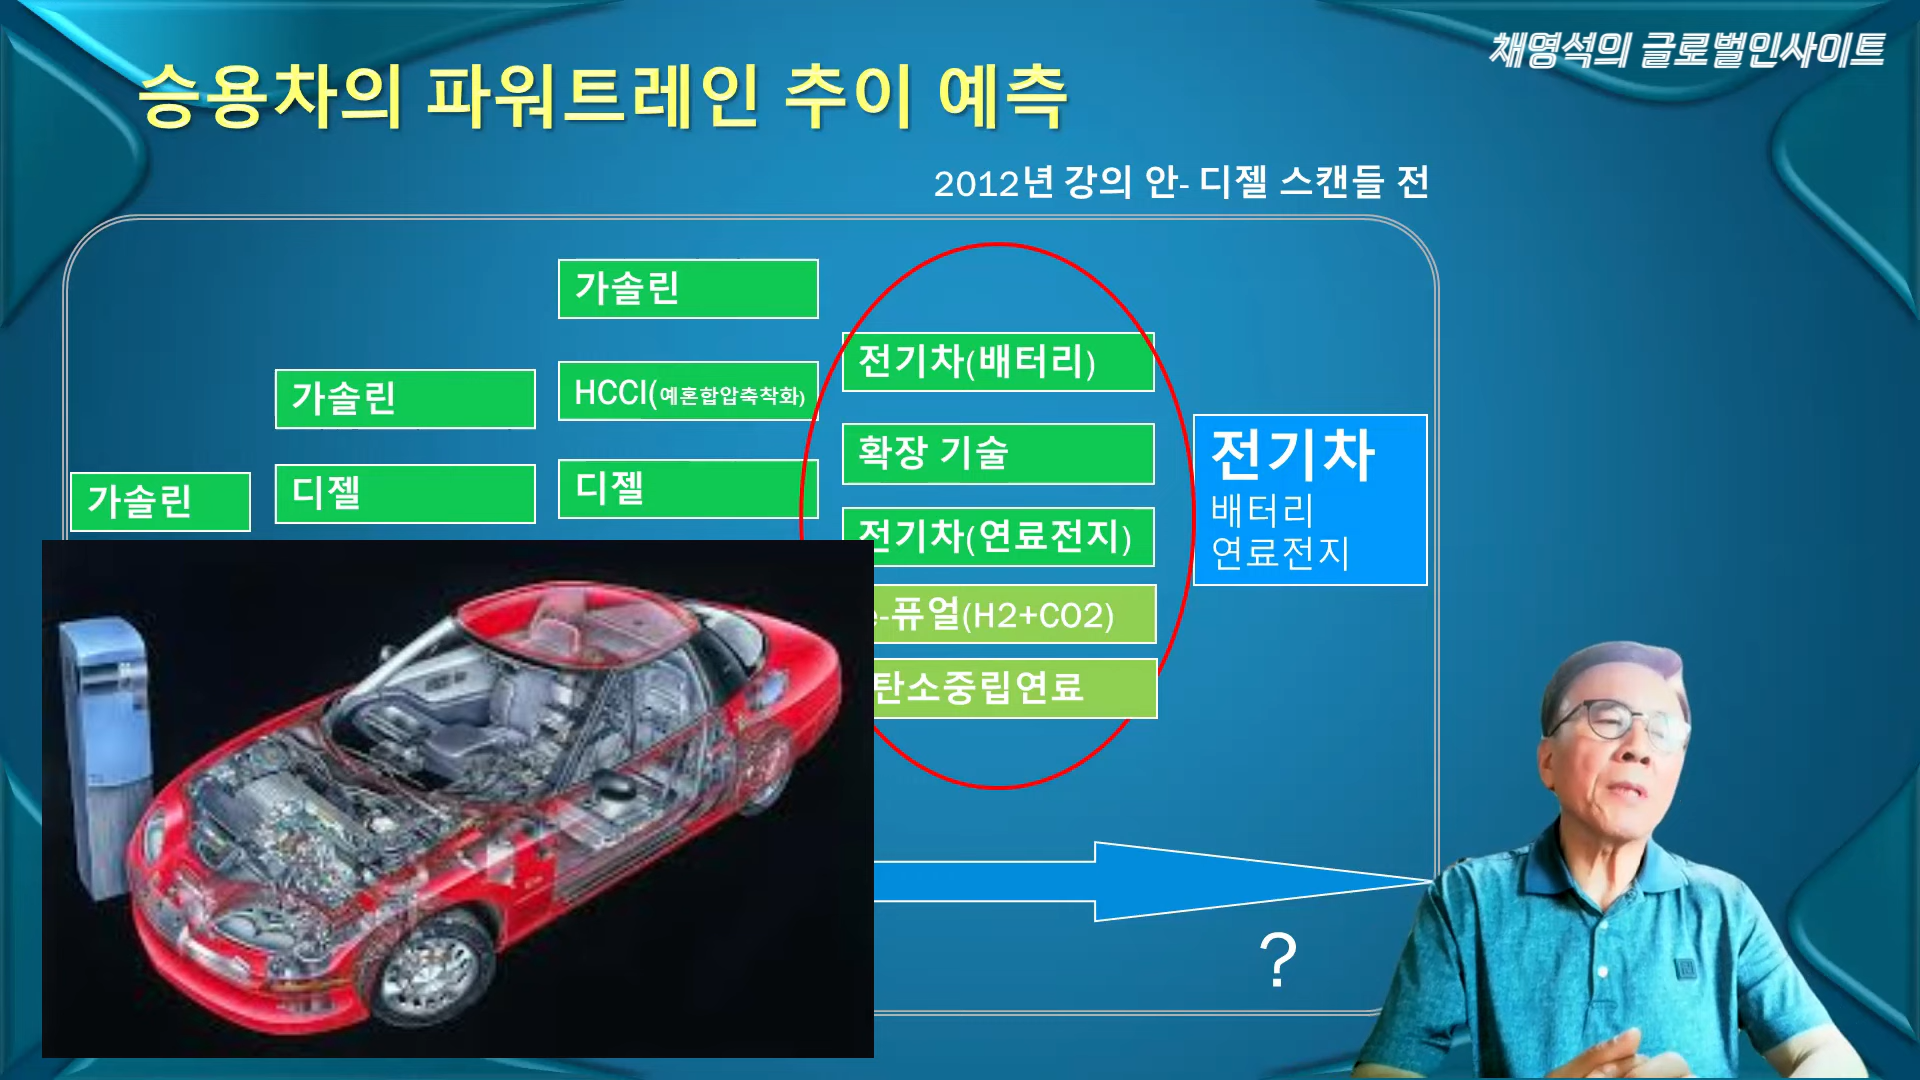 채영석의 글로벌인사이트
승용차의 파워트레인 추이 예측
2012년 강의 안- 디젤 스캔들 전
가솔린
가솔린
디젤
가솔린
HCCI(예혼합압축착화)
디젤
전기차(배터리)
확장 기술
전기차(연료전지)
e-퓨얼(H2+CO2)
탄소중립연료
전기차
배터리
연료전지
?